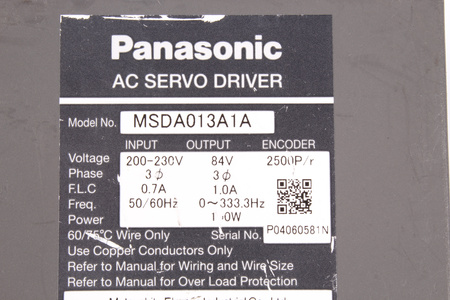 Panasonic
AC SERVO DRIVER
Model No. MSDA013A1A
INPUT OUTPUT ENCODER
Voltage 200-230V 84V 2500P/r
Phase 3ϕ 3ϕ
F.L.C 0.7A 1.0A
Freq. 50/60Hz 0~333.3Hz
Power
60/75°C Wire Only Serial No. P04060581N
Use Copper Conductors Only
Refer to Manual for Wiring and Wire Size
Refer to Manual for Over Load Protection